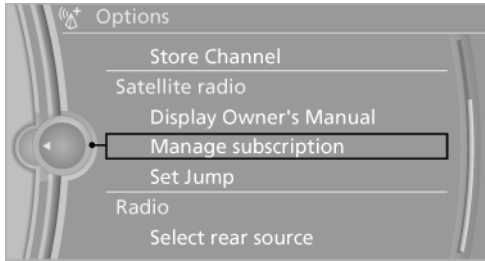 Options
Store Channel
Satellite radio
Display Owner's Manual
Manage subscription
Set Jump
Radio
Select rear source